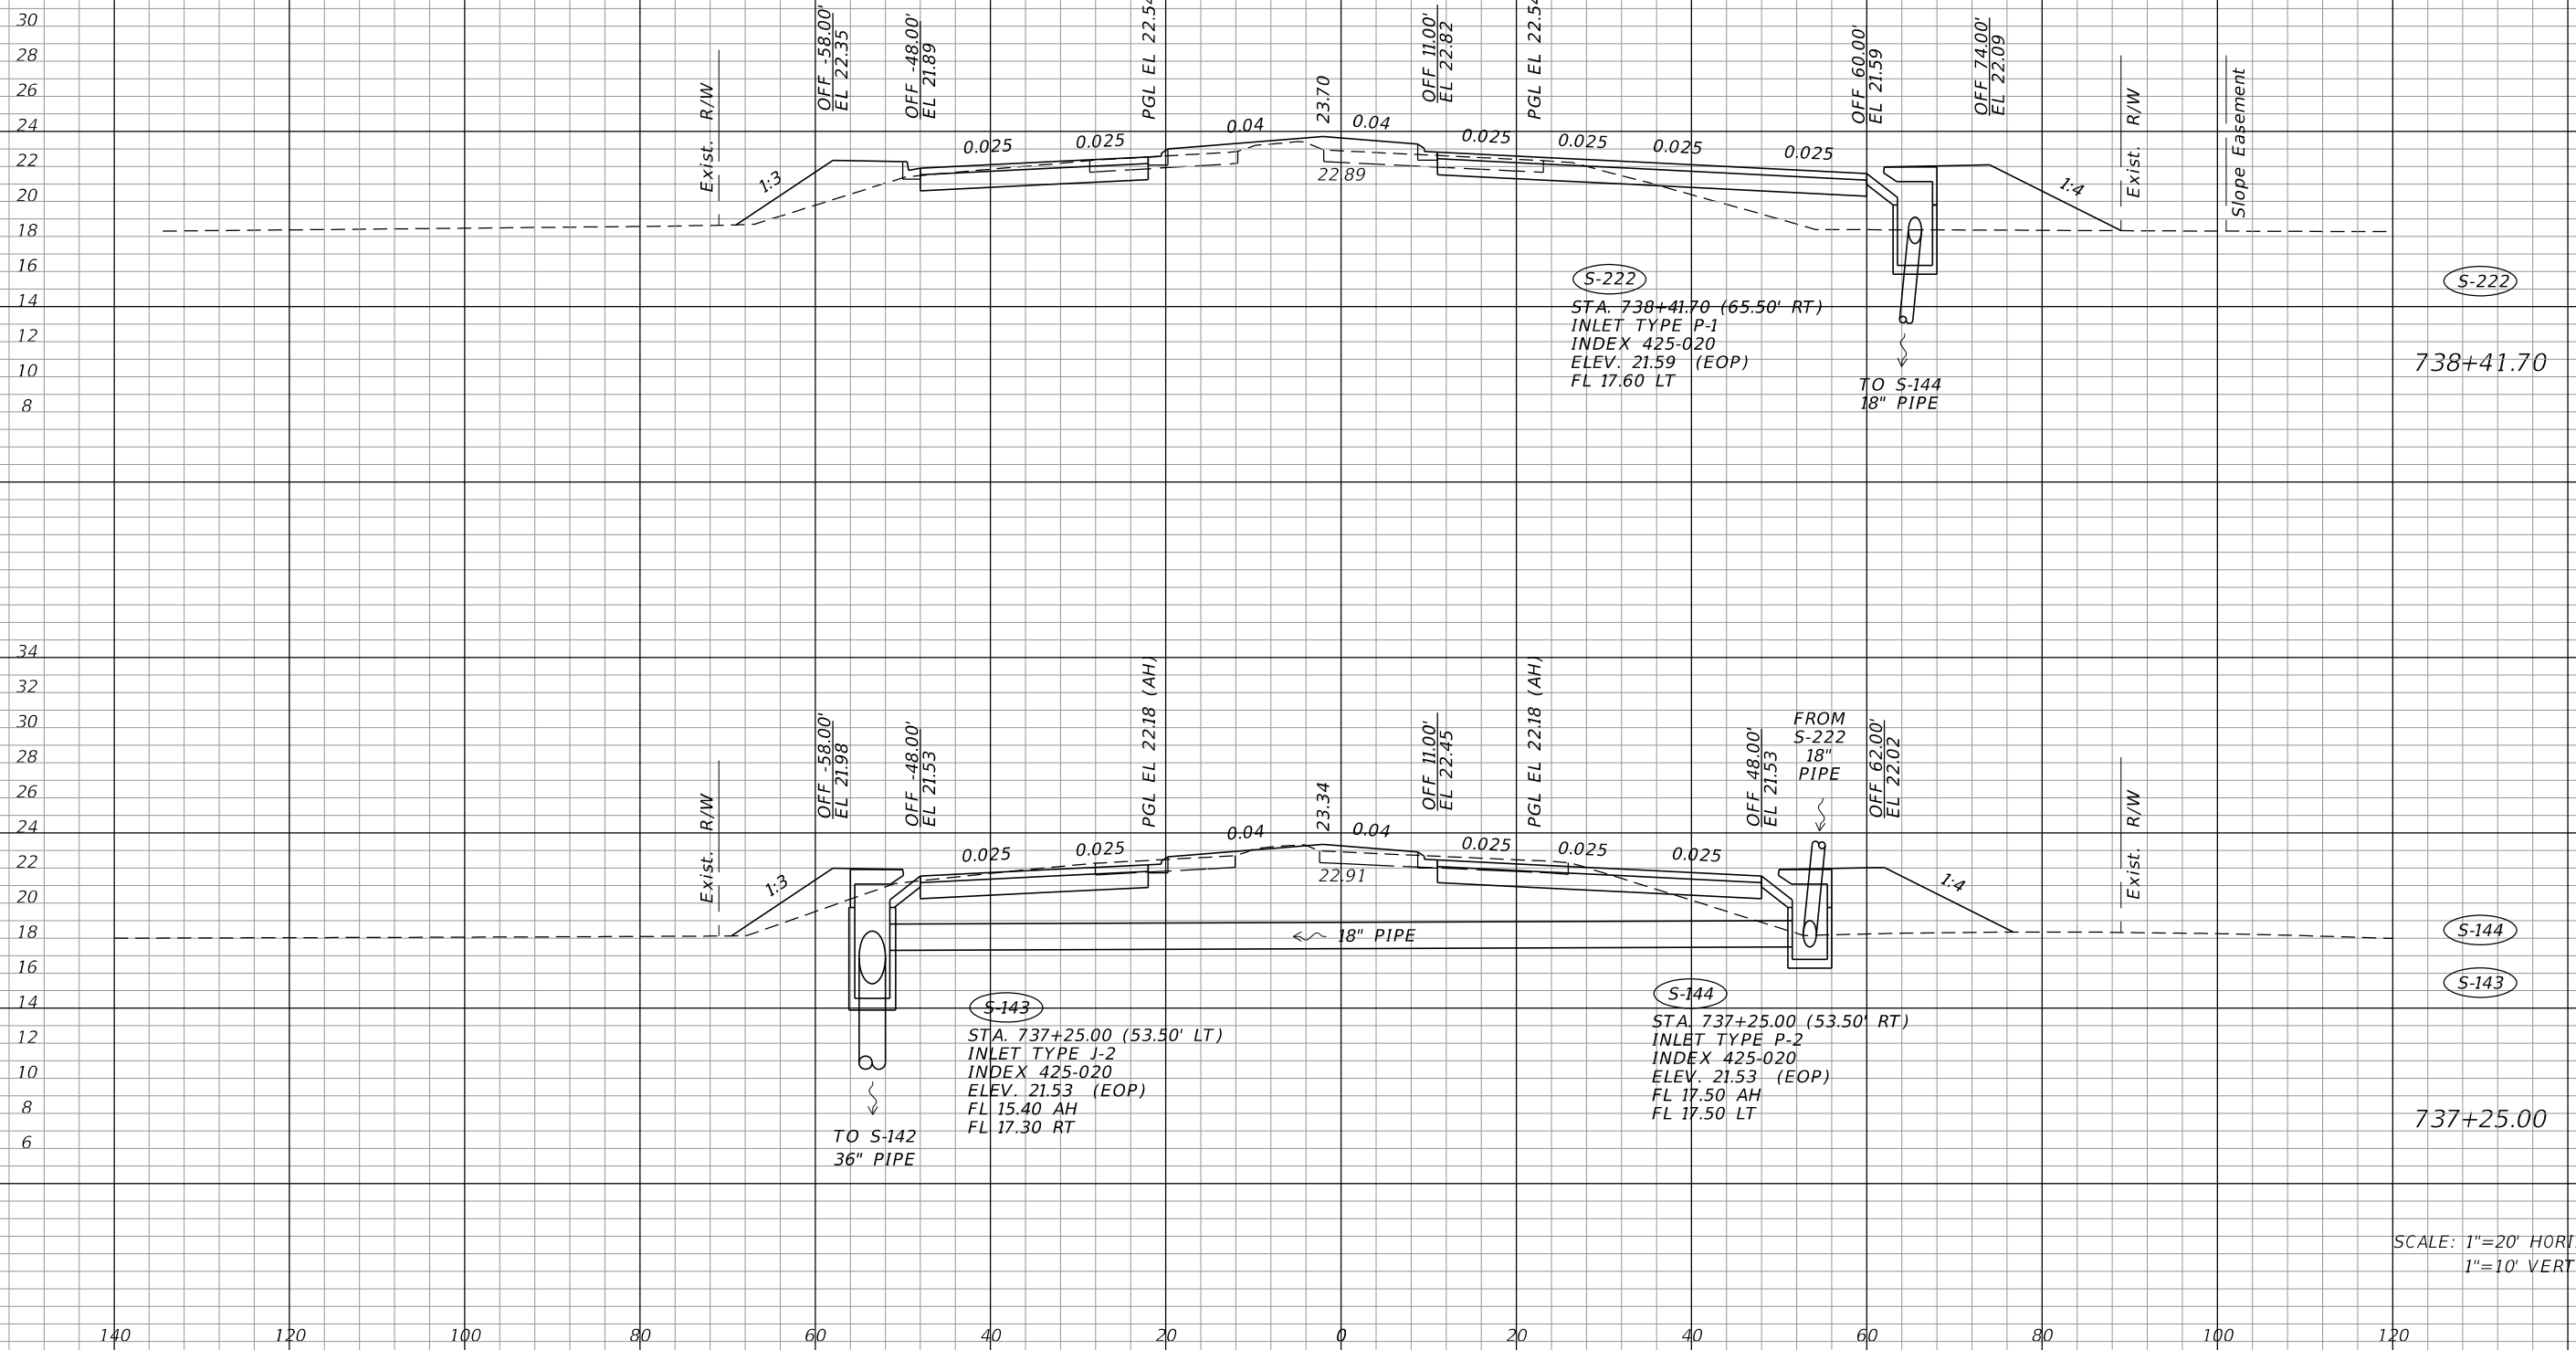 30
28
26
24
22
20
18
16
14
12
10
8
Exist. R/W
OFF -58.00'
EL 22.35
OFF -48.00'
EL 21.89
PGL EL 22.54
23.70
OFF 11.00'
EL 22.82
PGL EL 22.54
OFF 60.00'
EL 21.59
OFF 74.00'
EL 22.09
Exist. R/W
Slope Easement
1:3
0.025
0.025
0.04
0.04
0.025
0.025
0.025
0.025
1:4
22.89
S-222
STA. 738+41.70 (65.50' RT)
INLET TYPE P-1
INDEX 425-020
ELEV. 21.59 (EOP)
FL 17.60 LT
TO S-144
18" PIPE
S-222
738+41.70
34
32
30
28
26
24
22
20
18
16
14
12
10
8
6
Exist. R/W
OFF -58.00'
EL 21.98
OFF -48.00'
EL 21.53
PGL EL 22.18 (AH)
23.34
OFF 11.00'
EL 22.45
PGL EL 22.18 (AH)
OFF 48.00'
EL 21.53
FROM
S-222
18"
PIPE
OFF 62.00'
EL 22.02
Exist. R/W
1:3
0.025
0.025
0.04
0.04
0.025
0.025
0.025
1:4
22.91
18" PIPE
S-143
STA. 737+25.00 (53.50' LT)
INLET TYPE J-2
INDEX 425-020
ELEV. 21.53 (EOP)
FL 15.40 AH
FL 17.30 RT
TO S-142
36" PIPE
S-144
STA. 737+25.00 (53.50' RT)
INLET TYPE P-2
INDEX 425-020
ELEV. 21.53 (EOP)
FL 17.50 AH
FL 17.50 LT
S-144
S-143
737+25.00
SCALE: 1"=20' HORI
1"=10' VERT
140 120 100 80 60 40 20 0 20 40 60 80 100 120